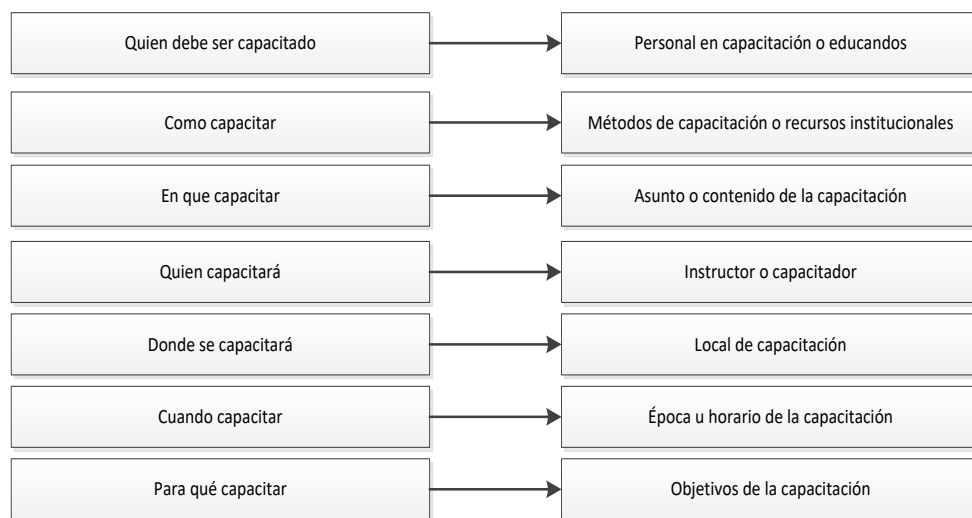 Quien debe ser capacitado
Personal en capacitación o educandos
Como capacitar
Métodos de capacitación o recursos institucionales
En que capacitar
Asunto o contenido de la capacitación
Quien capacitará
Instructor o capacitador
Donde se capacitará
Local de capacitación
Cuando capacitar
Época u horario de la capacitación
Para qué capacitar
Objetivos de la capacitación